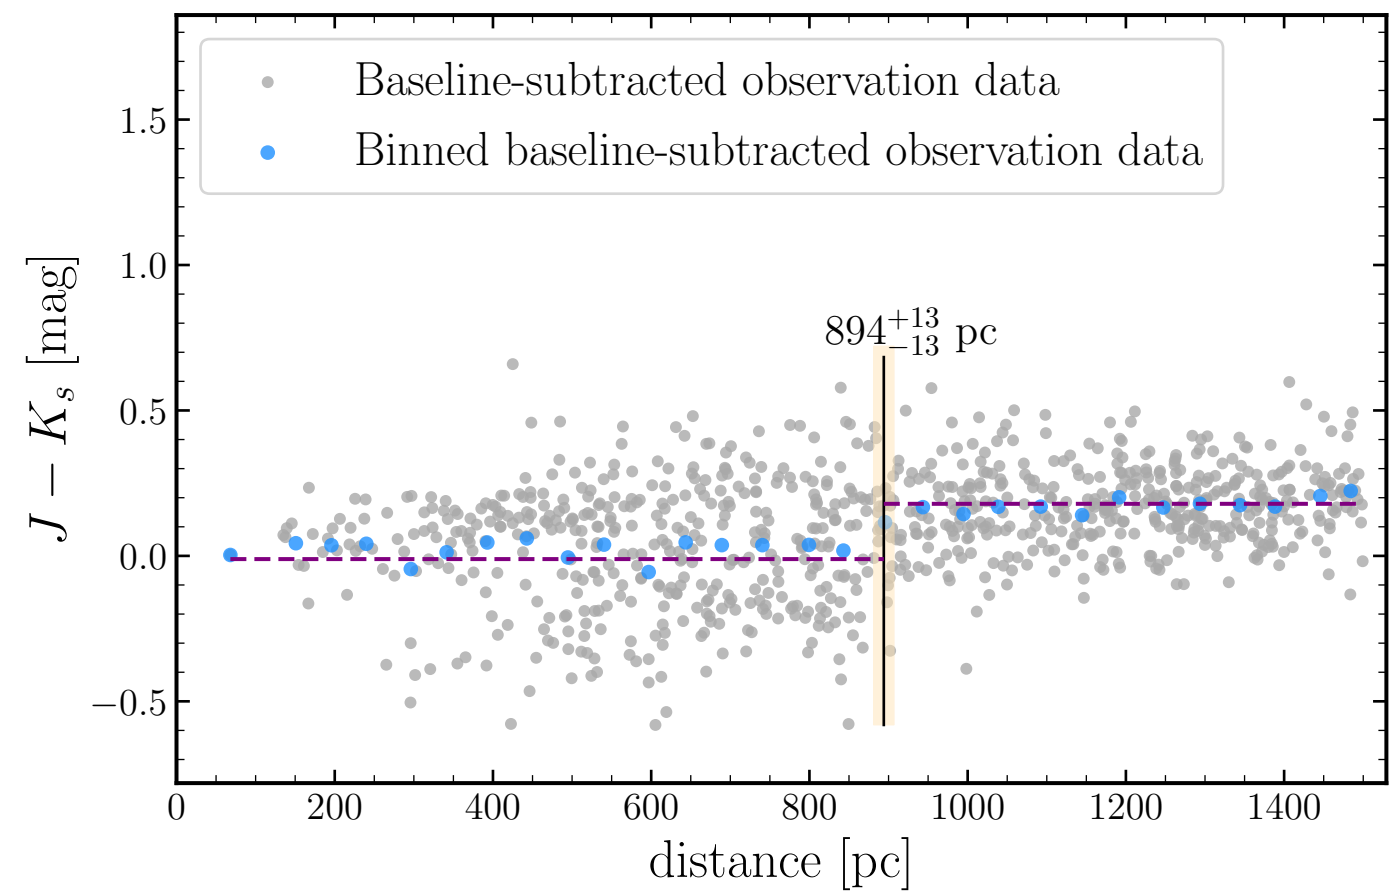 Baseline-subtracted observation data
Binned baseline-subtracted observation data
894+13−13 pc
1.5
1.0
0.5
0.0
−0.5
J − Ks [mag]
0 200 400 600 800 1000 1200 1400
distance [pc]